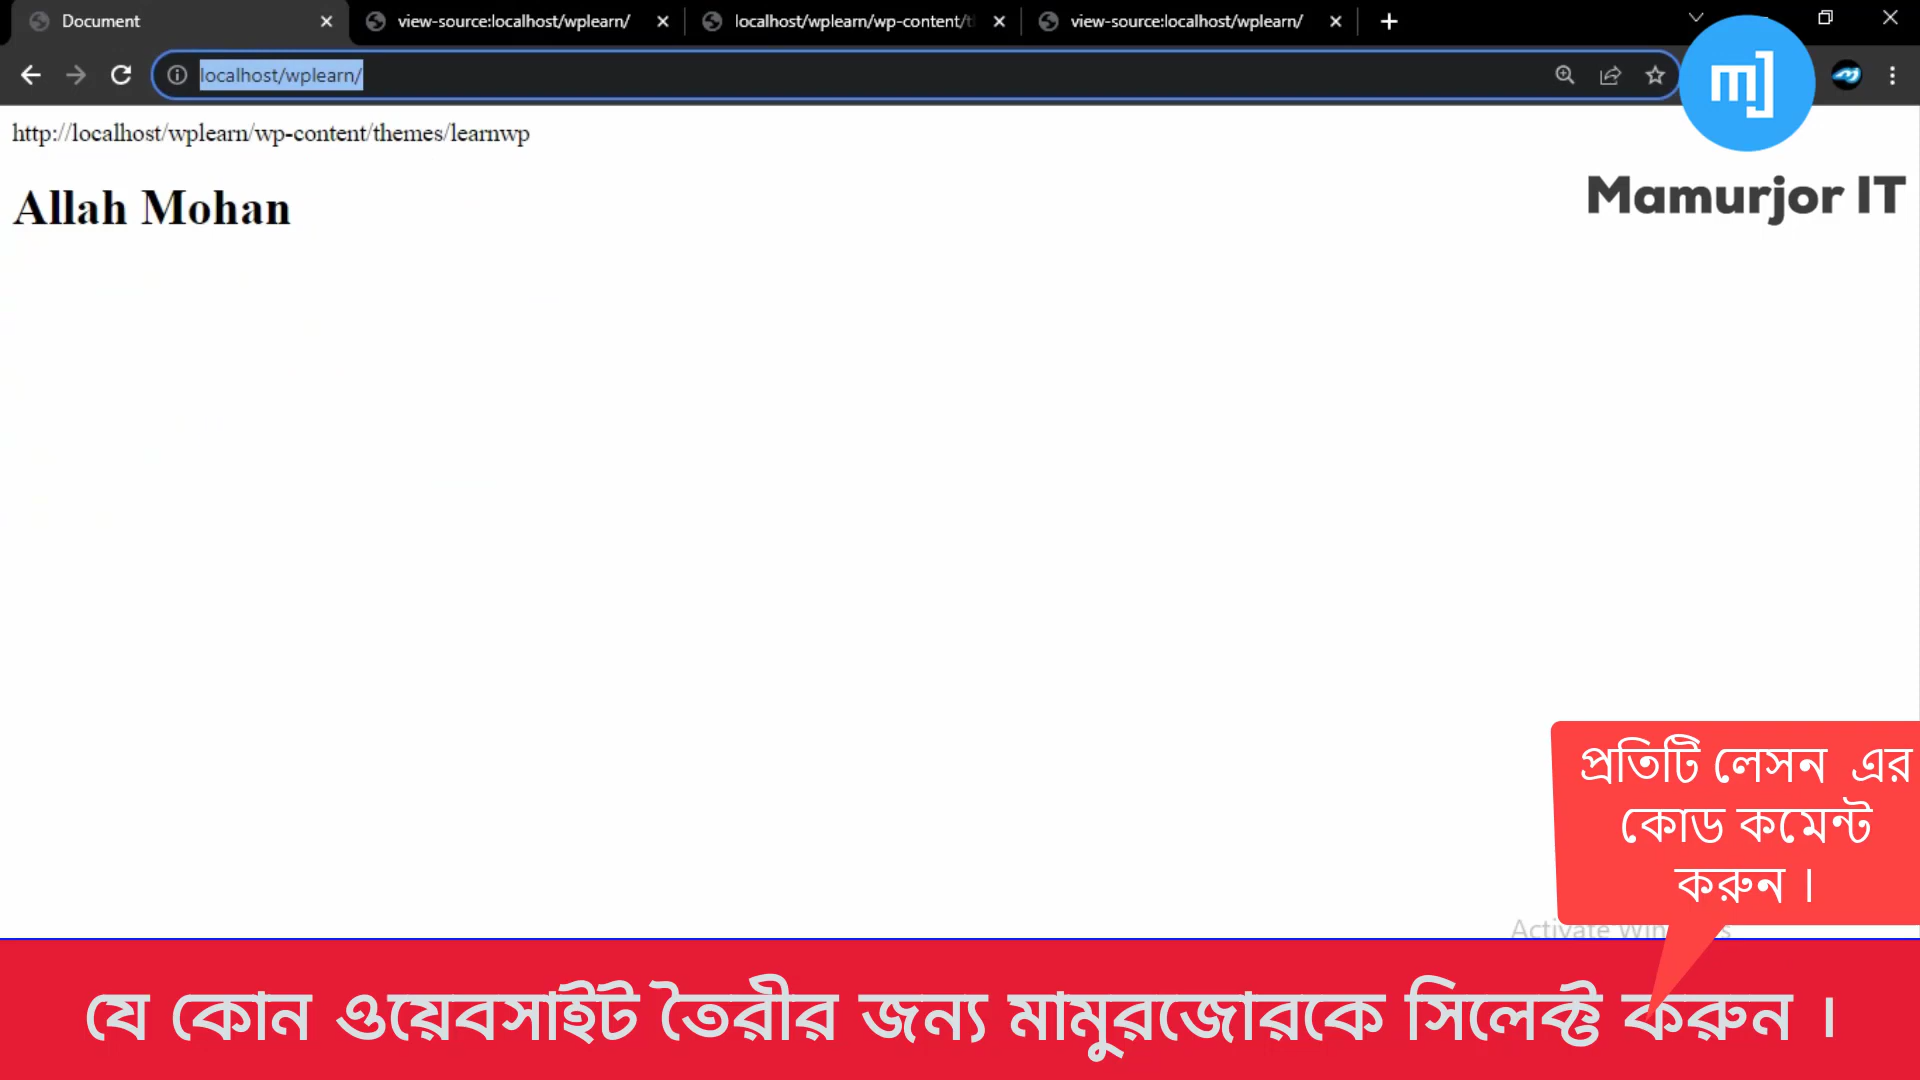 Document
view-source:localhost/wplearn/
localhost/wplearn/wp-content/t
view-source:localhost/wplearn/
localhost/wplearn/
http://localhost/wplearn/wp-content/themes/learnwp
Allah Mohan
m]
Mamurjor IT
প্রতিটি লেসন এর
কোড কমেন্ট
করুন ।
Activate Win
যে কোন ওয়েবসাইট তৈরীর জন্য মামুরজোরকে সিলেক্ট করুন ।